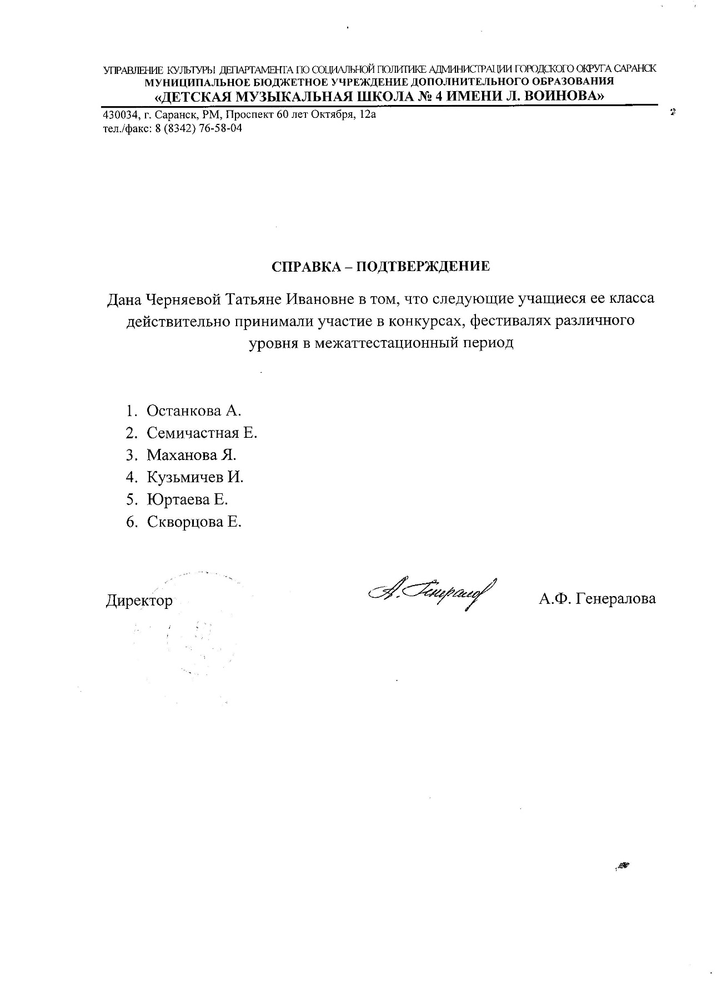 УПРАВЛЕНИЕ КУЛЬТУРЫ ДЕПАРТАМЕНТА ПО СОЦИАЛЬНОЙ ПОЛИТИКЕ АДМИНИСТРАЦИИ ГОРОДСКОГО ОКРУГА САРАНСК
МУНИЦИПАЛЬНОЕ БЮДЖЕТНОЕ УЧРЕЖДЕНИЕ ДОПОЛНИТЕЛЬНОГО ОБРАЗОВАНИЯ
«ДЕТСКАЯ МУЗЫКАЛЬНАЯ ШКОЛА № 4 ИМЕНИ Л. ВОИНОВА»
430034, г. Саранск, РМ, Проспект 60 лет Октября, 12а
тел./факс: 8 (8342) 76-58-04
СПРАВКА – ПОДТВЕРЖДЕНИЕ
Дана Черняевой Татьяне Ивановне в том, что следующие учащиеся ее класса
действительно принимали участие в конкурсах, фестивалях различного
уровня в межаттестационный период
1. Останкова А.
2. Семичастная Е.
3. Маханова Я.
4. Кузьмичев И.
5. Юртаева Е.
6. Скворцова Е.
Директор А.Ф. Генералова